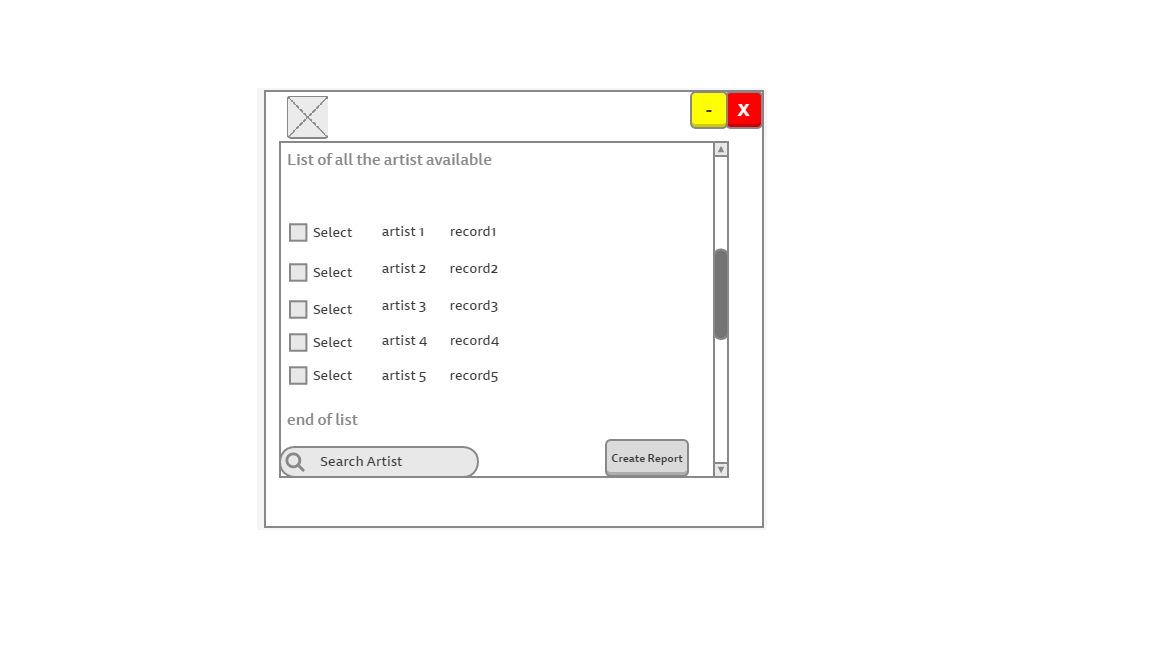 - X
List of all the artist available
Select artist 1 record1
Select artist 2 record2
Select artist 3 record3
Select artist 4 record4
Select artist 5 record5
end of list
Search Artist Create Report